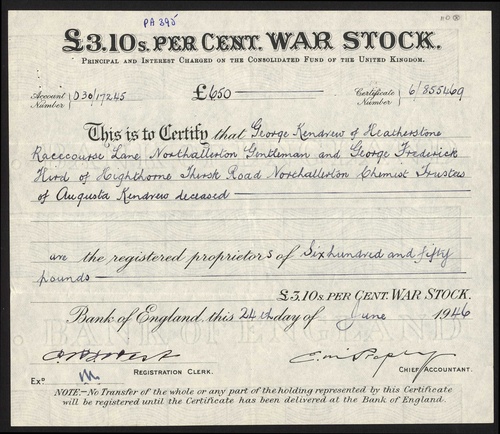 PA 395
£3.10s. PER CENT. WAR STOCK.
PRINCIPAL AND INTEREST CHARGED ON THE CONSOLIDATED FUND OF THE UNITED KINGDOM.
Account Number D30/17245 £650 Certificate Number 6/855469
This is to Certify that George Kendrew of Heatherstone
Racecourse Lane Northallerton Gentleman and George Frederick
Hird of Highthorne Thirsk Road Northallerton Chemist Trustees
of Augusta Kendrew deceased
are the registered proprietors of Six hundred and fifty
pounds
£3.10s. PER CENT. WAR STOCK.
Bank of England, this 24th day of June 1946
REGISTRATION CLERK. CHIEF ACCOUNTANT.
Exd
NOTE:- No Transfer of the whole or any part of the holding represented by this Certificate
will be registered until the Certificate has been delivered at the Bank of England.